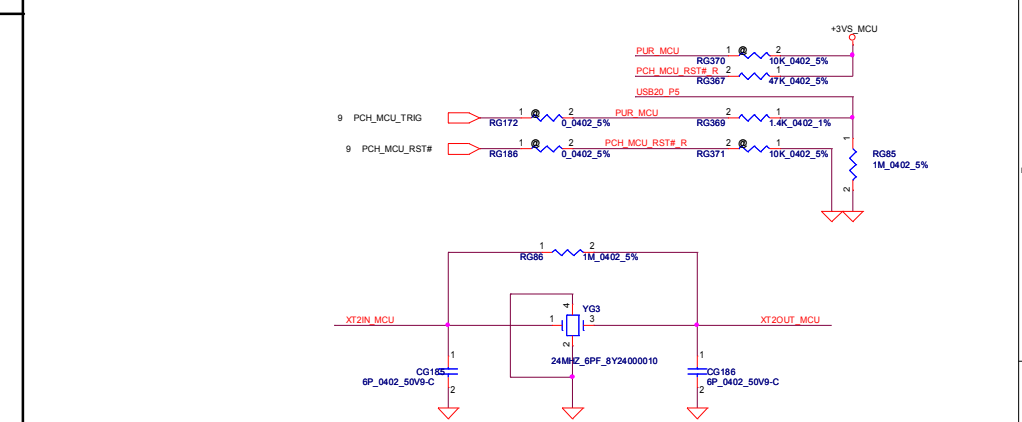 +3VS_MCU
PUR_MCU 1 @ 2
RG370 10K_0402_5%
PCH_MCU_RST#_R 2 1
RG367 47K_0402_5%
USB20_P5
9 PCH_MCU_TRIG 1 @ 2 PUR_MCU 2 @ 1
RG172 0_0402_5% RG369 1.4K_0402_1%
9 PCH_MCU_RST# 1 @ 2 PCH_MCU_RST#_R 2 @ 1
RG186 0_0402_5% RG371 10K_0402_5%
1
RG85
1M_0402_5%
2
1 2
RG86 1M_0402_5%
4 YG3
XT2IN_MCU 1 3 XT2OUT_MCU
2
24MHZ_6PF_8Y24000010
1 1
CG185 CG186
6P_0402_50V9-C 6P_0402_50V9-C
2 2